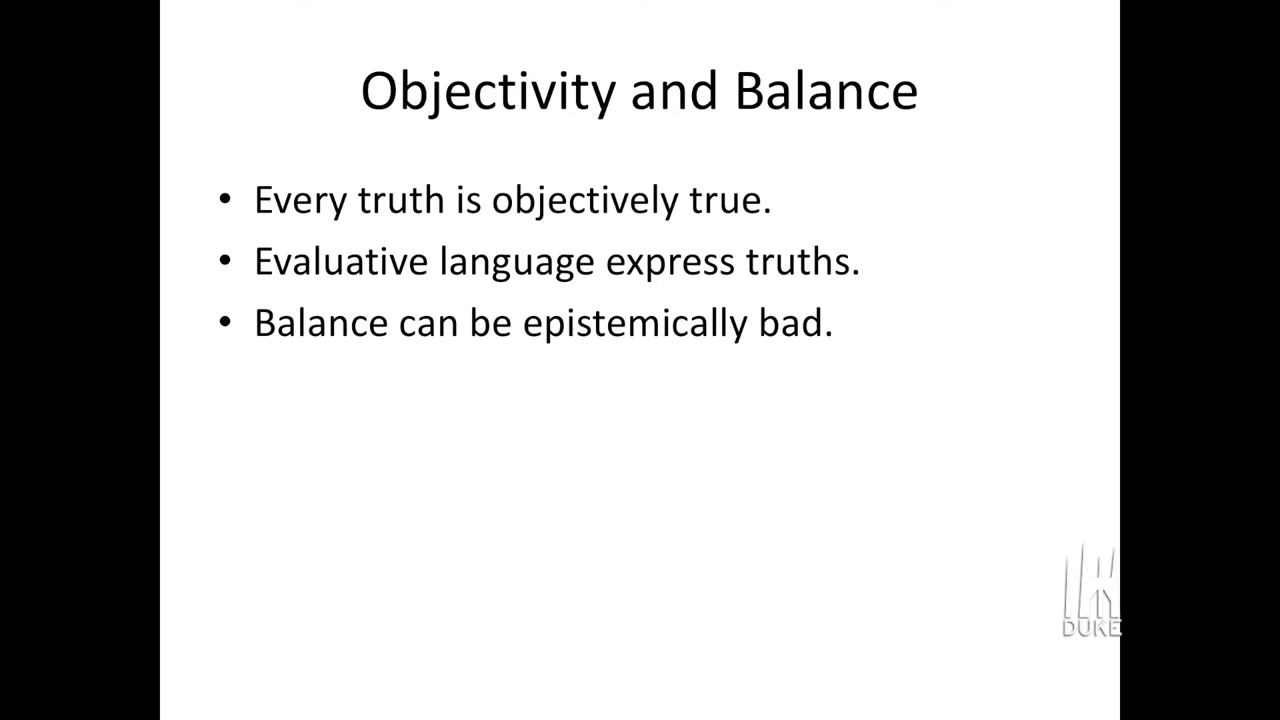 Objectivity and Balance
• Every truth is objectively true.
• Evaluative language express truths.
• Balance can be epistemically bad.
DUKE